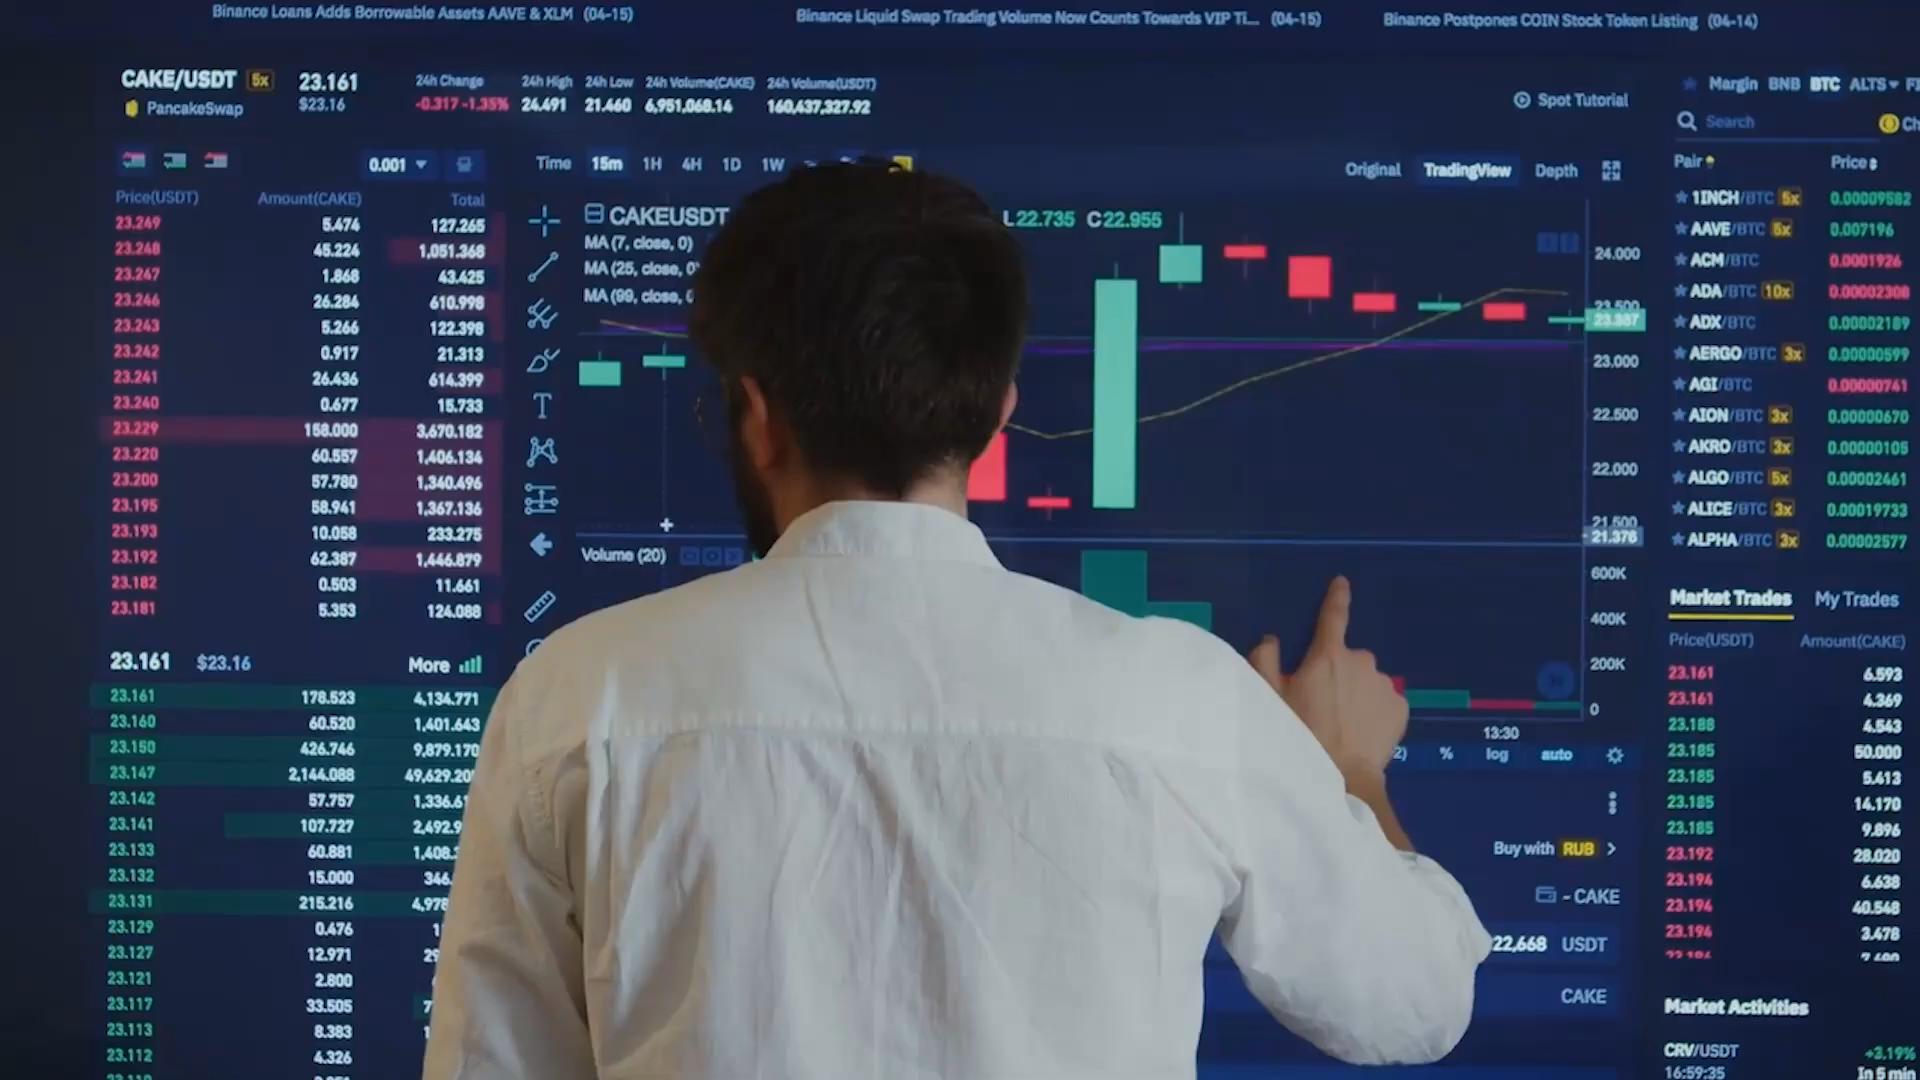 Binance Loans Adds Borrowable Assets AAVE & XLM (04-15)
Binance Liquid Swap Trading Volume Now Counts Towards VIP Ti... (04-15)
Binance Postpones COIN Stock Token Listing (04-14)
CAKE/USDT 5x 23.161
PancakeSwap $23.16
24h Change 24h High 24h Low 24h Volume(CAKE) 24h Volume(USDT)
-0.317 -1.35% 24.491 21.460 6,951,068.14 160,437,327.92
Spot Tutorial
0.001
Price(USDT) Amount(CAKE) Total
23.249 5.474 127.265
23.248 45.224 1,051.368
23.247 1.868 43.425
23.246 26.284 610.998
23.243 5.266 122.398
23.242 0.917 21.313
23.241 26.436 614.399
23.240 0.677 15.733
23.229 158.000 3,670.182
23.220 60.557 1,406.134
23.200 57.780 1,340.496
23.195 58.941 1,367.136
23.193 10.058 233.275
23.192 62.387 1,446.879
23.182 0.503 11.661
23.181 5.353 124.088
23.161 $23.16 More
23.161 178.523 4,134.771
23.160 60.520 1,401.643
23.150 426.746 9,879.170
23.147 2,144.088 49,629.20
23.142 57.757 1,336.6
23.141 107.727 2,492.9
23.133 60.881 1,408.
23.132 15.000 346.
23.131 215.216 4,978
23.129 0.476 1
23.127 12.971 29
23.121 2.800
23.117 33.505 7
23.113 8.383 1
23.112 4.326
Time 15m 1H 4H 1D 1W
Original TradingView Depth
CAKEUSDT L22.735 C22.955
MA (7, close, 0)
MA (25, close, 0
MA (99, close,
24.000
23.500
23.000
22.500
22.000
21.500
21.376
Volume (20)
600K
400K
200K
0
13:30
2) % log auto
Buy with RUB
- CAKE
22,668 USDT
CAKE
Margin BNB BTC ALTS
Search
Pair Price
1INCH/BTC 5x 0.00009582
AAVE/BTC 5x 0.007196
ACM/BTC 0.0001926
ADA/BTC 10x 0.00002308
ADX/BTC 0.00002189
AERGO/BTC 3x 0.00000599
AGI/BTC 0.00000741
AION/BTC 3x 0.00000670
AKRO/BTC 3x 0.00000105
ALGO/BTC 5x 0.00002461
ALICE/BTC 3x 0.00019733
ALPHA/BTC 3x 0.00002577
Market Trades My Trades
Price(USDT) Amount(CAKE)
23.161 6.593
23.161 4.369
23.188 4.543
23.185 50.000
23.185 5.413
23.185 14.170
23.185 9.896
23.192 28.020
23.194 6.638
23.194 40.548
23.194 3.478
Market Activities
CRV/USDT +3.19%
16:59:35 In 5 min